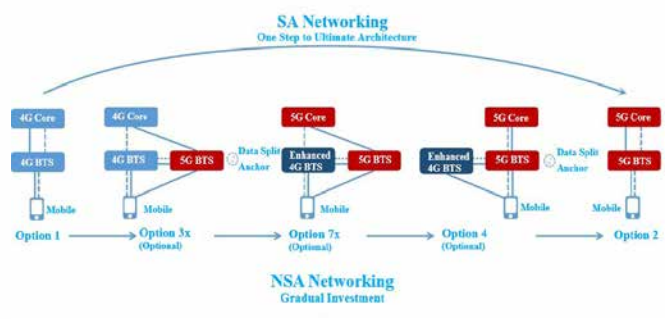 SA Networking
One Step to Ultimate Architecture
4G Core
4G Core
5G Core
5G Core
5G Core
4G BTS
4G BTS
5G BTS
Data Split
Anchor
Enhanced
4G BTS
5G BTS
Enhanced
4G BTS
5G BTS
Data Split
Anchor
5G BTS
Mobile
Mobile
Mobile
Mobile
Mobile
Option 1
Option 3x
(Optional)
Option 7x
(Optional)
Option 4
(Optional)
Option 2
NSA Networking
Gradual Investment